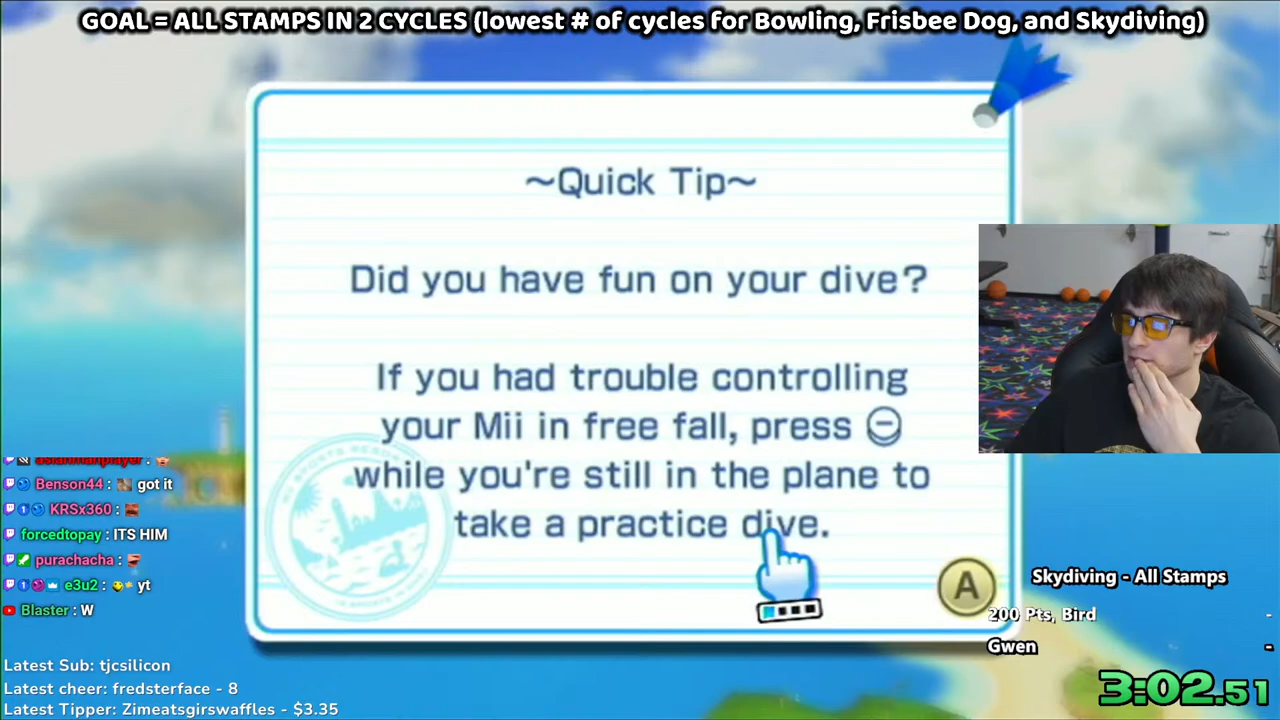 GOAL = ALL STAMPS IN 2 CYCLES (lowest # of cycles for Bowling, Frisbee Dog, and Skydiving)
~Quick Tip~
Did you have fun on your dive?
If you had trouble controlling
your Mii in free fall, press ⊖
while you're still in the plane to
take a practice dive.
A
asianmanplayer :
Benson44 : got it
KRSx360 :
forcedtopay : ITS HIM
purachacha :
e3u2 : yt
Blaster : W
Latest Sub: tjcsilicon
Latest cheer: fredsterface - 8
Latest Tipper: Zimeatsgirswaffles - $3.35
Skydiving - All Stamps
200 Pts, Bird -
Gwen -
3:02.51